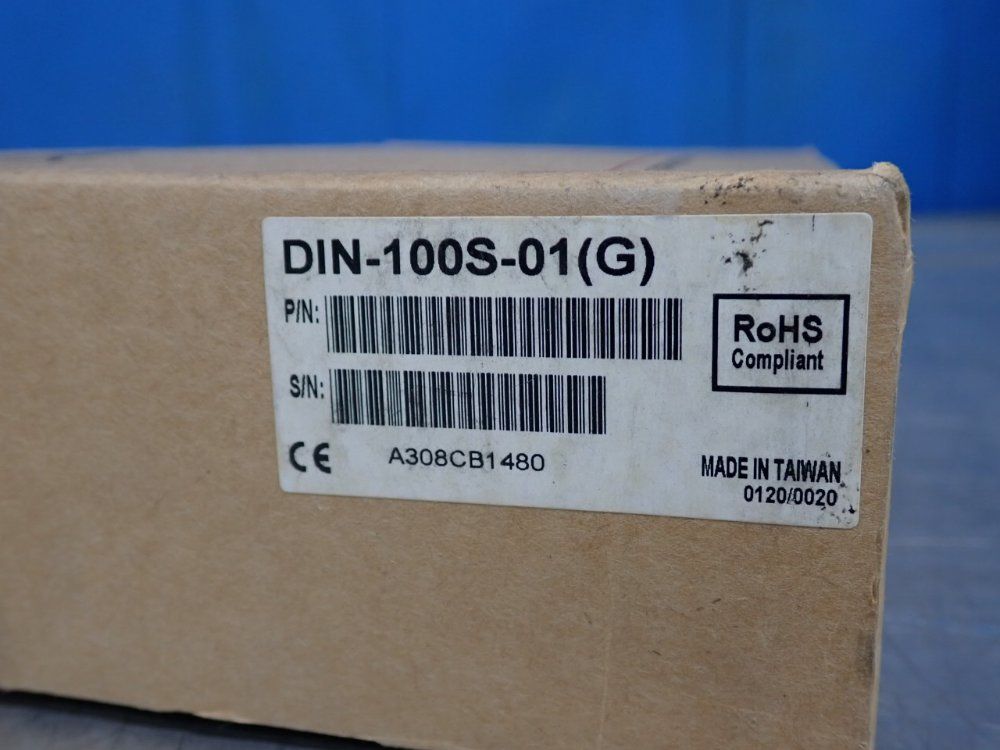 DIN-100S-01(G)
P/N:
RoHS
Compliant
S/N:
CE A308CB1480
MADE IN TAIWAN
0120/0020